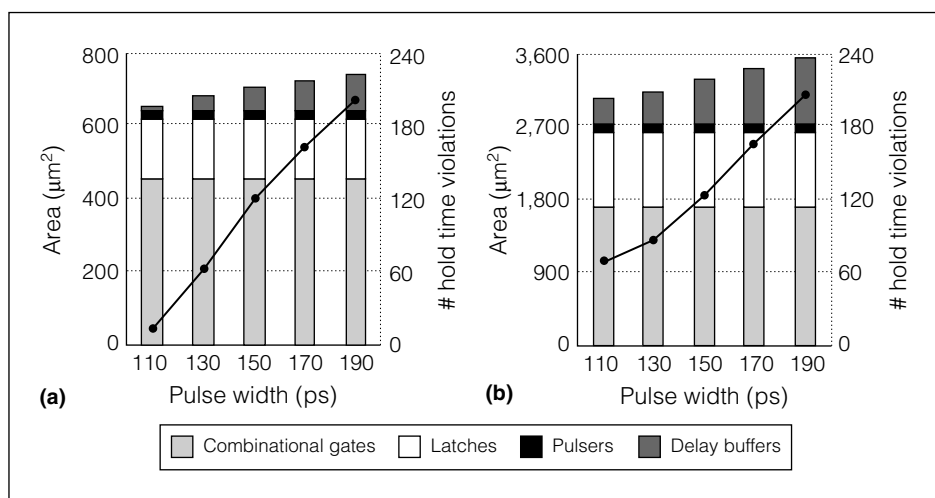 800
600
400
200
0
Area (μm²)
240
180
120
60
0
# hold time violations
110 130 150 170 190
Pulse width (ps)
(a)
3,600
2,700
1,800
900
0
Area (μm²)
240
180
120
60
0
# hold time violations
110 130 150 170 190
Pulse width (ps)
(b)
Combinational gates Latches Pulsers Delay buffers